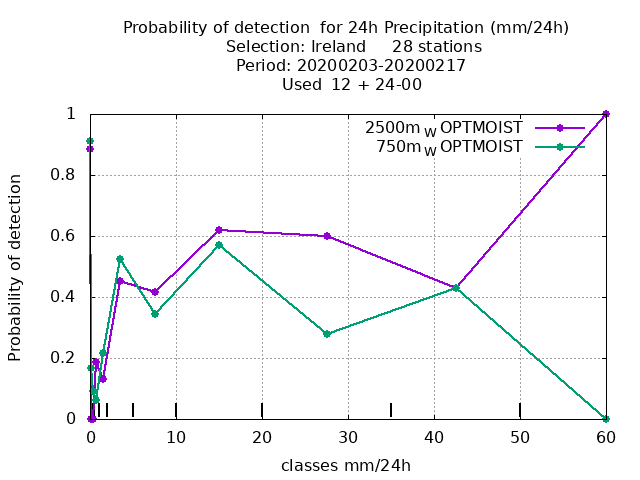 Probability of detection  for 24h Precipitation (mm/24h)
Selection: Ireland     28 stations
Period: 20200203-20200217
Used  12 + 24-00
2500m W OPTMOIST
750m W OPTMOIST
Probability of detection
1
0.8
0.6
0.4
0.2
0
0 10 20 30 40 50 60
classes mm/24h